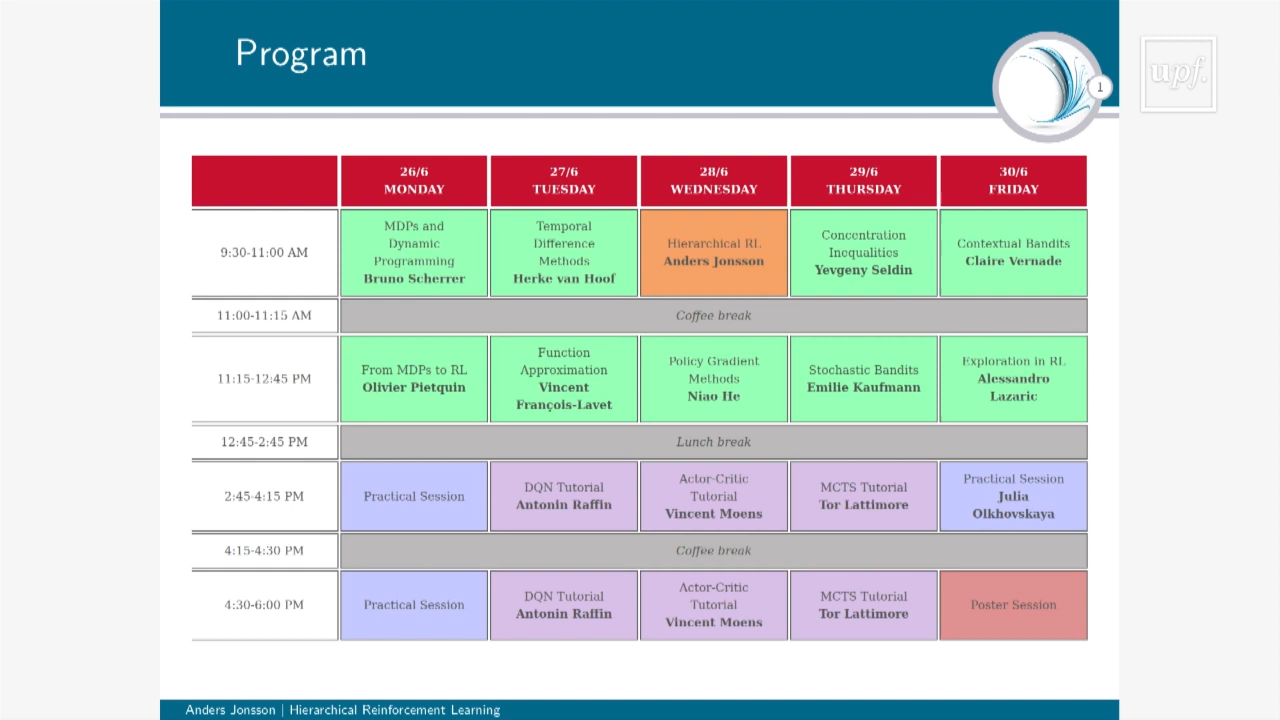 Program
upf.
1
26/6
MONDAY
27/6
TUESDAY
28/6
WEDNESDAY
29/6
THURSDAY
30/6
FRIDAY
9:30-11:00 AM
MDPs and
Dynamic
Programming
Bruno Scherrer
Temporal
Difference
Methods
Herke van Hoof
Hierarchical RL
Anders Jonsson
Concentration
Inequalities
Yevgeny Seldin
Contextual Bandits
Claire Vernade
11:00-11:15 AM
Coffee break
11:15-12:45 PM
From MDPs to RL
Olivier Pietquin
Function
Approximation
Vincent
François-Lavet
Policy Gradient
Methods
Niao He
Stochastic Bandits
Emilie Kaufmann
Exploration in RL
Alessandro
Lazaric
12:45-2:45 PM
Lunch break
2:45-4:15 PM
Practical Session
DQN Tutorial
Antonin Raffin
Actor-Critic
Tutorial
Vincent Moens
MCTS Tutorial
Tor Lattimore
Practical Session
Julia
Olkhovskaya
4:15-4:30 PM
Coffee break
4:30-6:00 PM
Practical Session
DQN Tutorial
Antonin Raffin
Actor-Critic
Tutorial
Vincent Moens
MCTS Tutorial
Tor Lattimore
Poster Session
Anders Jonsson | Hierarchical Reinforcement Learning